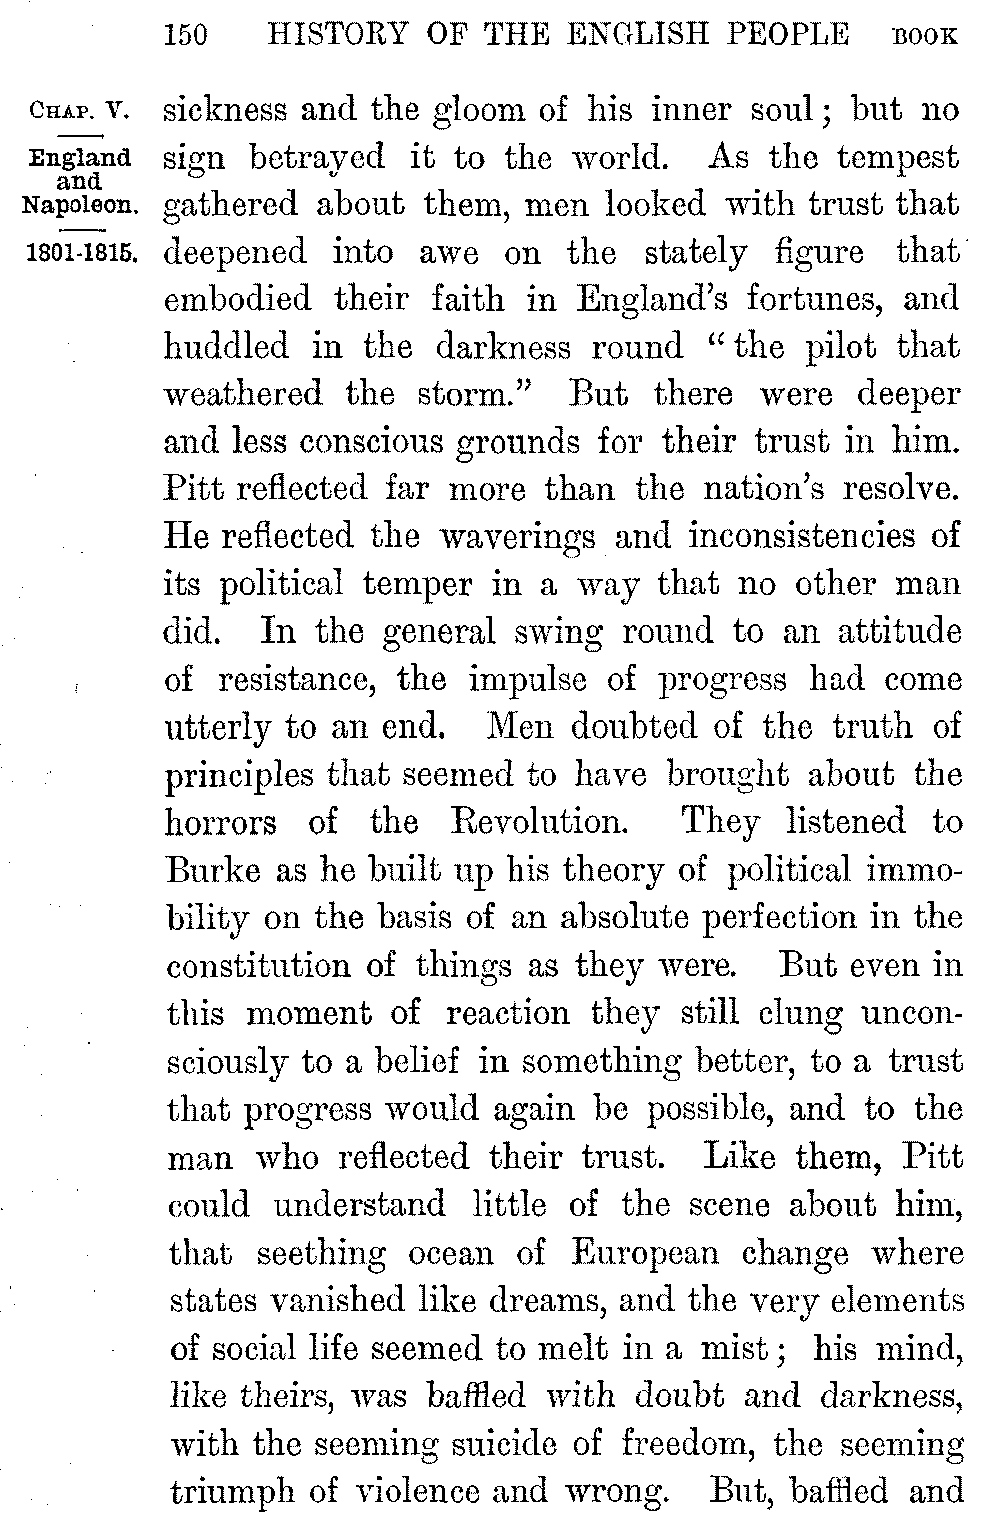 150 HISTORY OF THE ENGLISH PEOPLE BOOK
CHAP. V.
England
and
Napoleon.
1801-1815.
sickness and the gloom of his inner soul; but no
sign betrayed it to the world. As the tempest
gathered about them, men looked with trust that
deepened into awe on the stately figure that
embodied their faith in England's fortunes, and
huddled in the darkness round "the pilot that
weathered the storm." But there were deeper
and less conscious grounds for their trust in him.
Pitt reflected far more than the nation's resolve.
He reflected the waverings and inconsistencies of
its political temper in a way that no other man
did. In the general swing round to an attitude
of resistance, the impulse of progress had come
utterly to an end. Men doubted of the truth of
principles that seemed to have brought about the
horrors of the Revolution. They listened to
Burke as he built up his theory of political immo-
bility on the basis of an absolute perfection in the
constitution of things as they were. But even in
this moment of reaction they still clung uncon-
sciously to a belief in something better, to a trust
that progress would again be possible, and to the
man who reflected their trust. Like them, Pitt
could understand little of the scene about him,
that seething ocean of European change where
states vanished like dreams, and the very elements
of social life seemed to melt in a mist; his mind,
like theirs, was baffled with doubt and darkness,
with the seeming suicide of freedom, the seeming
triumph of violence and wrong. But, baffled and